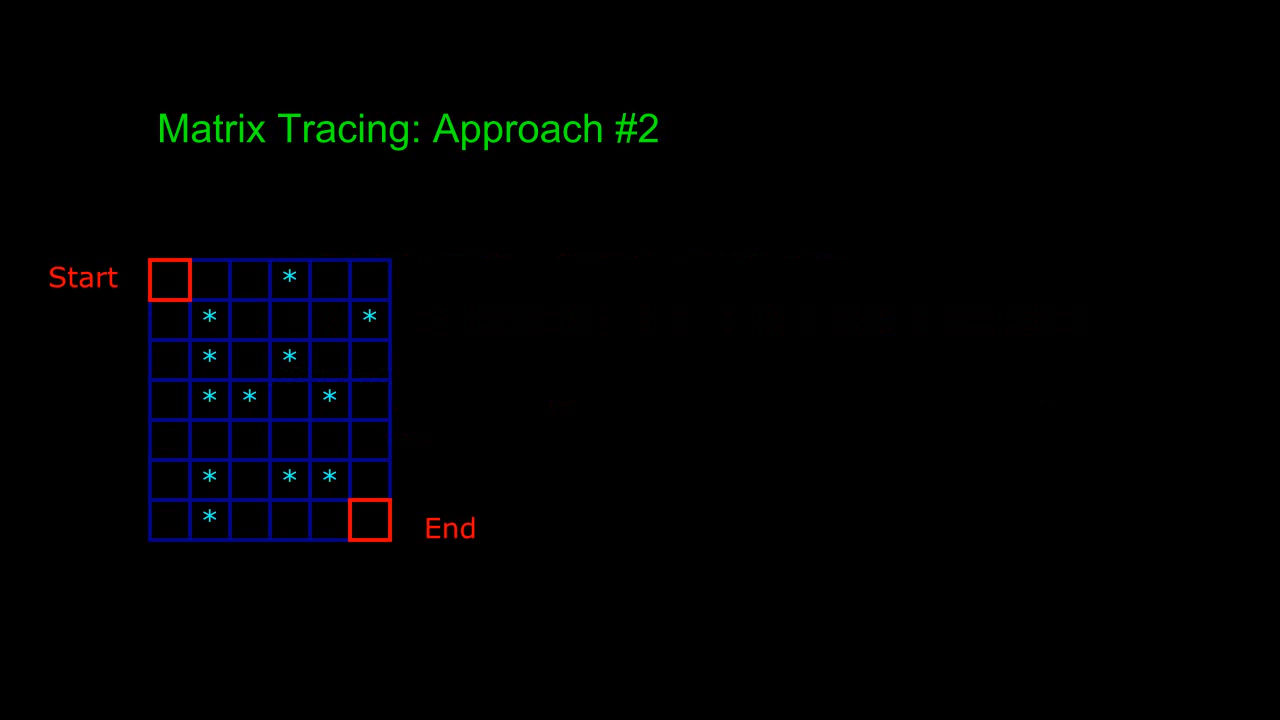 Matrix Tracing: Approach #2
Start
*
* *
* *
* * *
* * *
*
End